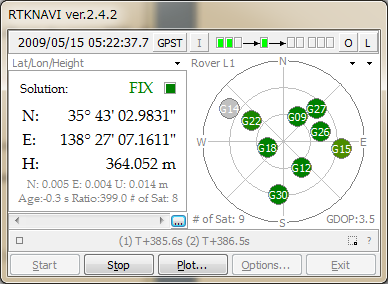 RTKNAVI ver.2.4.2
2009/05/15 05:22:37.7 GPST I O L
Lat/Lon/Height
Rover L1
Solution: FIX
N: 35° 43' 02.9831"
E: 138° 27' 07.1611"
H: 364.052 m
N: 0.005 E: 0.004 U: 0.014 m
Age:-0.3 s Ratio:399.0 # of Sat: 8
...
N
G14
G22
G09
G27
G26
W
E
G18
G15
G12
G30
S
# of Sat: 9
GDOP:3.5
(1) T+385.6s (2) T+386.5s
?
Start Stop Plot... Options... Exit